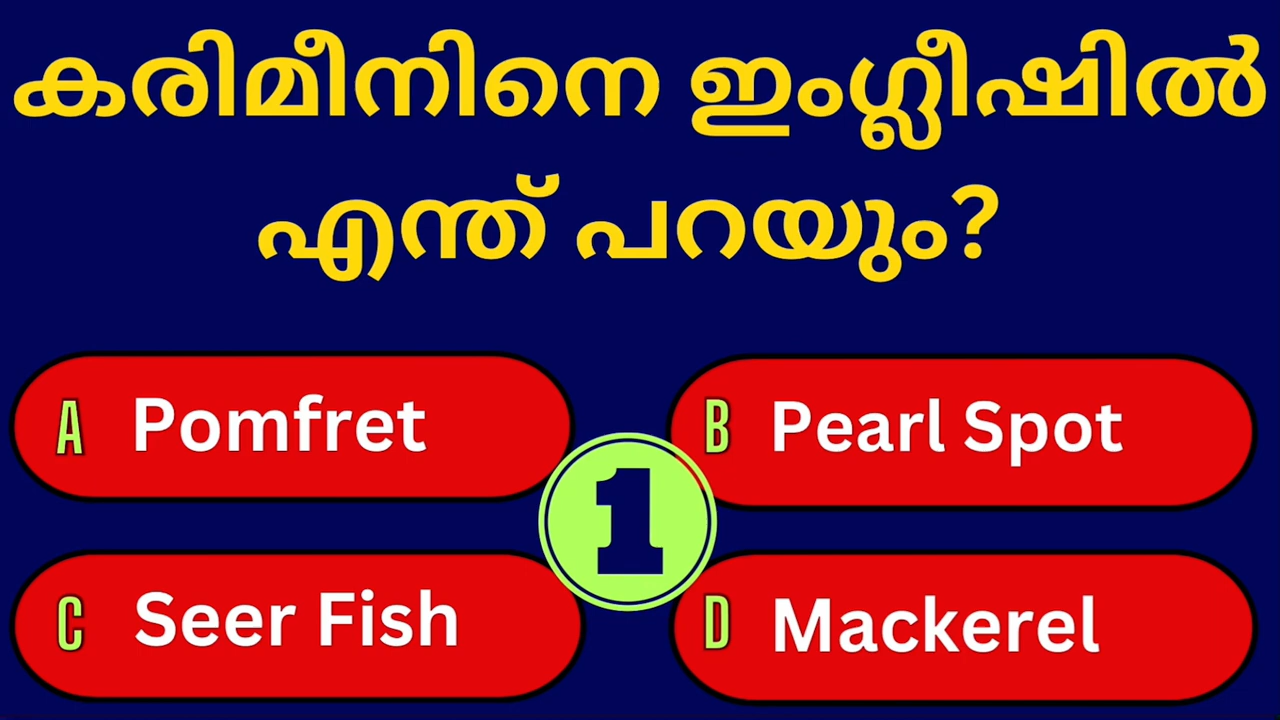 കരിമീനിനെ ഇംഗ്ലീഷിൽ
എന്ത് പറയും?
A Pomfret
B Pearl Spot
1
C Seer Fish
D Mackerel